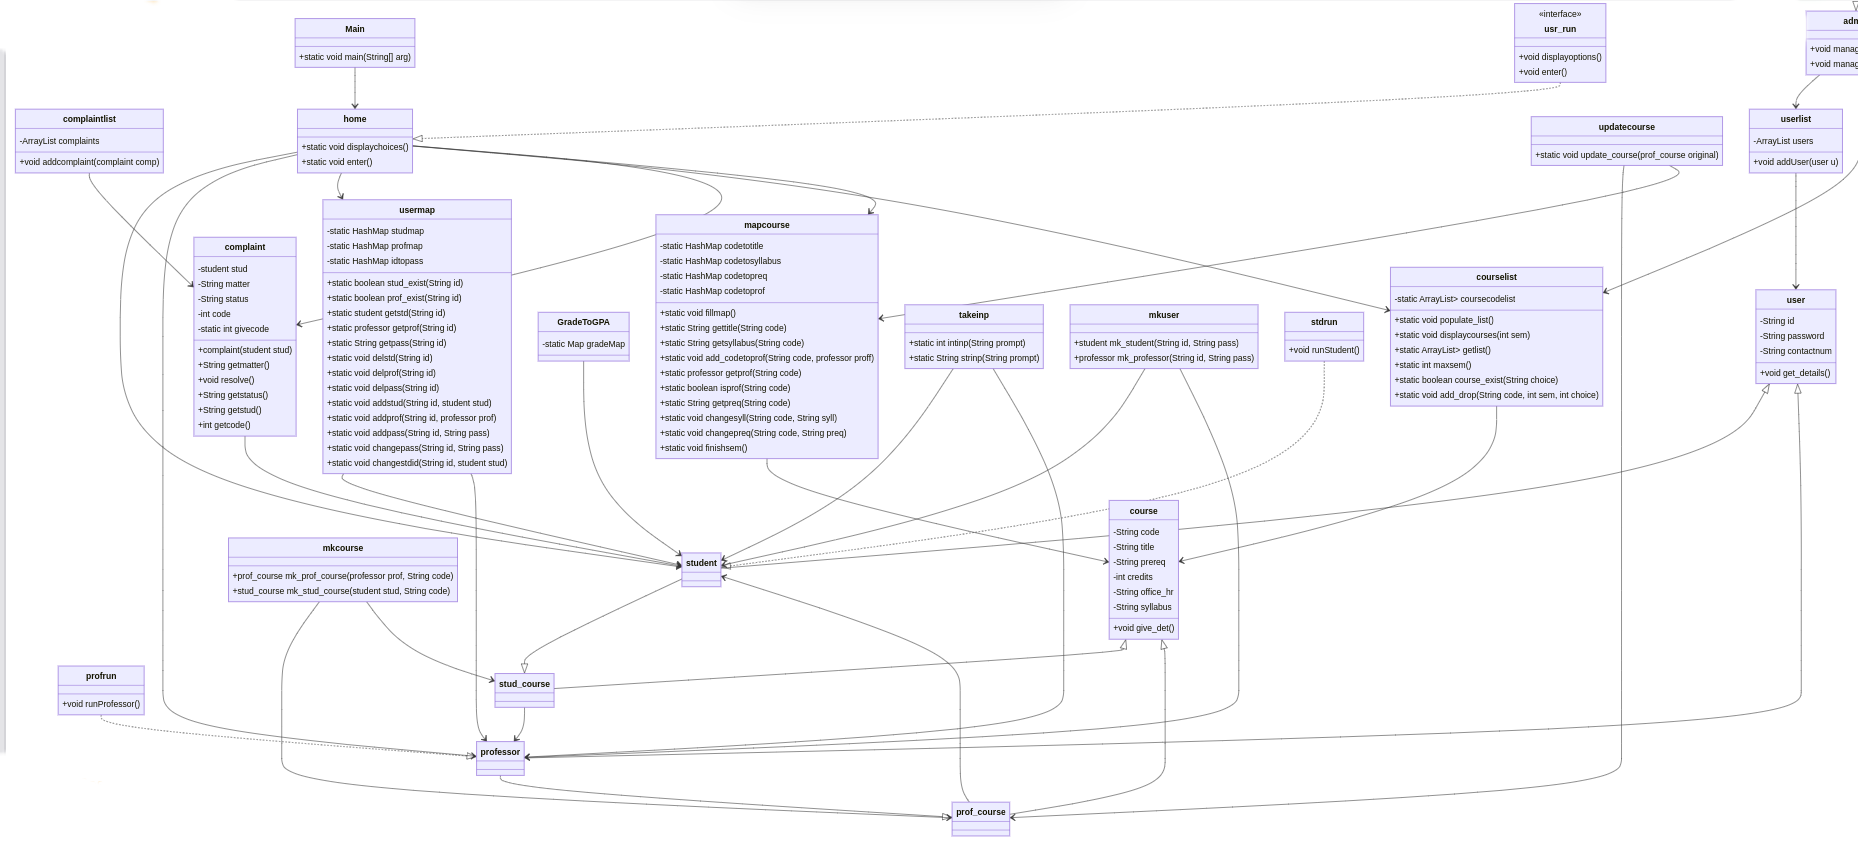 Main
+static void main(String[] arg)
«interface»
usr_run
+void displayoptions()
+void enter()
+void
+void
complaintlist
-ArrayList complaints
+void addcomplaint(complaint comp)
home
+static void displaychoices()
+static void enter()
updatecourse
+static void update_course(prof_course original)
userlist
-ArrayList users
+void addUser(user u)
complaint
-student stud
-String matter
-String status
-int code
-static int givecode
+complaint(student stud)
+String getmatter()
+void resolve()
+String getstatus()
+String getstud()
+int getcode()
usermap
-static HashMap studmap
-static HashMap profmap
-static HashMap idtopass
+static boolean stud_exist(String id)
+static boolean prof_exist(String id)
+static student getstd(String id)
+static professor getprof(String id)
+static String getpass(String id)
+static void delstd(String id)
+static void delprof(String id)
+static void delpass(String id)
+static void addstud(String id, student stud)
+static void addprof(String id, professor prof)
+static void addpass(String id, String pass)
+static void changepass(String id, String pass)
+static void changestdid(String id, student stud)
GradeToGPA
-static Map gradeMap
mapcourse
-static HashMap codetotitle
-static HashMap codetosyllabus
-static HashMap codetopreq
-static HashMap codetoprof
+static void fillmap()
+static String gettitle(String code)
+static String getsyllabus(String code)
+static void add_codetoprof(String code, professor proff)
+static professor getprof(String code)
+static boolean isprof(String code)
+static String getpreq(String code)
+static void changesyll(String code, String syll)
+static void changepreq(String code, String preq)
+static void finishsem()
takeinp
+static int intinp(String prompt)
+static String strinp(String prompt)
mkuser
+student mk_student(String id, String pass)
+professor mk_professor(String id, String pass)
stdrun
+void runStudent()
courselist
-static ArrayList> coursecodelist
+static void populate_list()
+static void displaycourses(int sem)
+static ArrayList> getlist()
+static int maxsem()
+static boolean course_exist(String choice)
+static void add_drop(String code, int sem, int choice)
user
-String id
-String password
-String contactnum
+void get_details()
mkcourse
+prof_course mk_prof_course(professor prof, String code)
+stud_course mk_stud_course(student stud, String code)
student
course
-String code
-String title
-String prereq
-int credits
-String office_hr
-String syllabus
+void give_det()
profrun
+void runProfessor()
stud_course
professor
prof_course